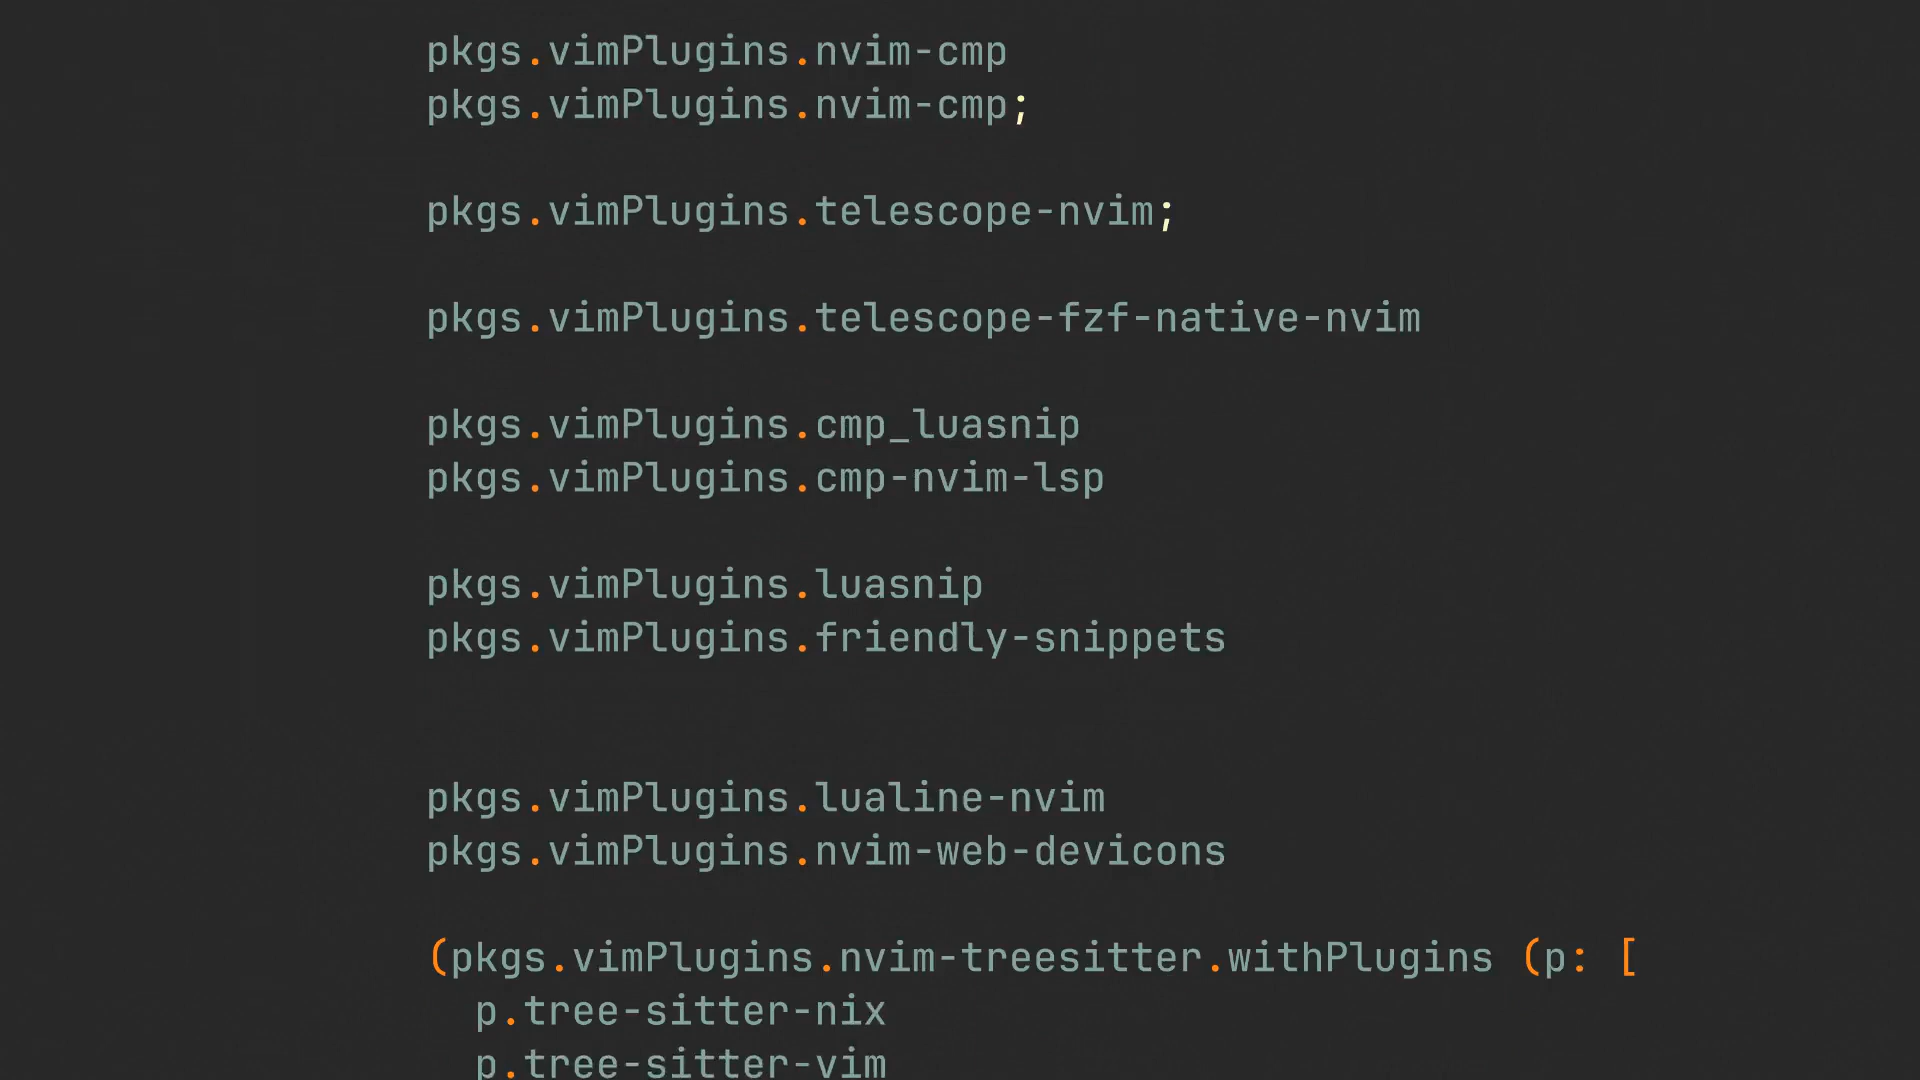 pkgs.vimPlugins.nvim-cmp
pkgs.vimPlugins.nvim-cmp;
pkgs.vimPlugins.telescope-nvim;
pkgs.vimPlugins.telescope-fzf-native-nvim
pkgs.vimPlugins.cmp_luasnip
pkgs.vimPlugins.cmp-nvim-lsp
pkgs.vimPlugins.luasnip
pkgs.vimPlugins.friendly-snippets
pkgs.vimPlugins.lualine-nvim
pkgs.vimPlugins.nvim-web-devicons
(pkgs.vimPlugins.nvim-treesitter.withPlugins (p: [
p.tree-sitter-nix
p.tree-sitter-vim